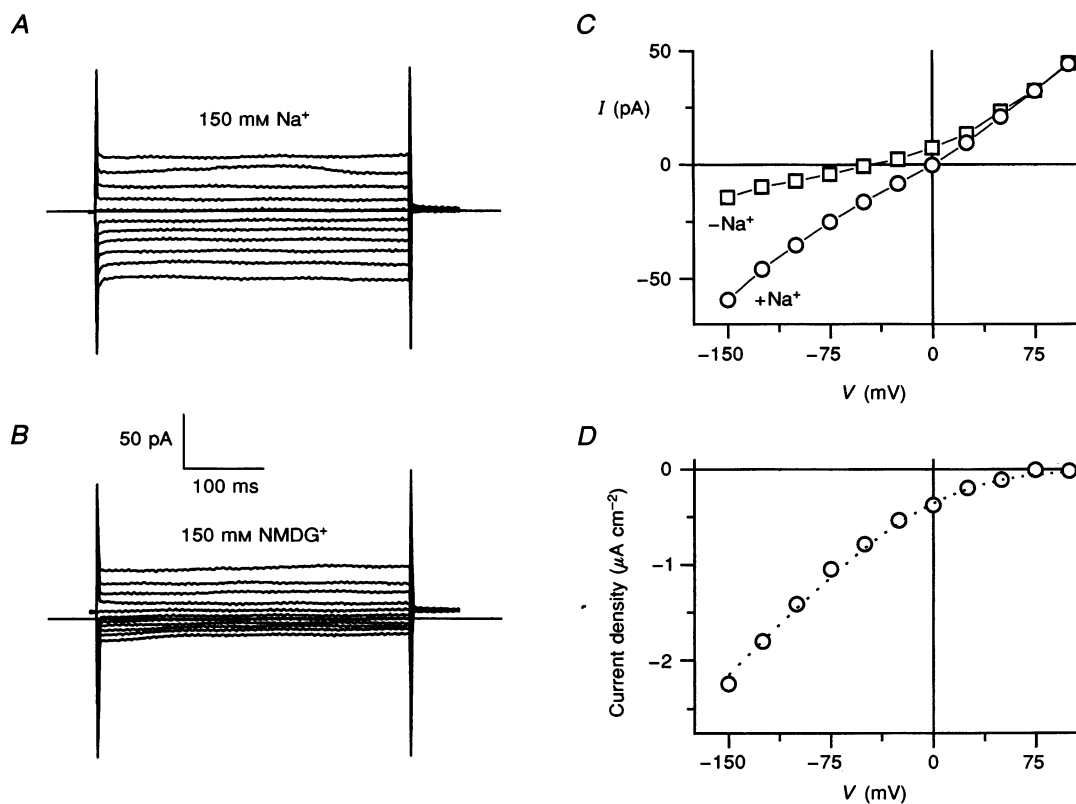 A
150 mM Na⁺
B
50 pA
100 ms
150 mM NMDG⁺
C
50
I (pA)
0
−Na⁺
−50
+Na⁺
−150
−75
0
75
V (mV)
D
0
Current density (µA cm⁻²)
−1
−2
−150
−75
0
75
V (mV)